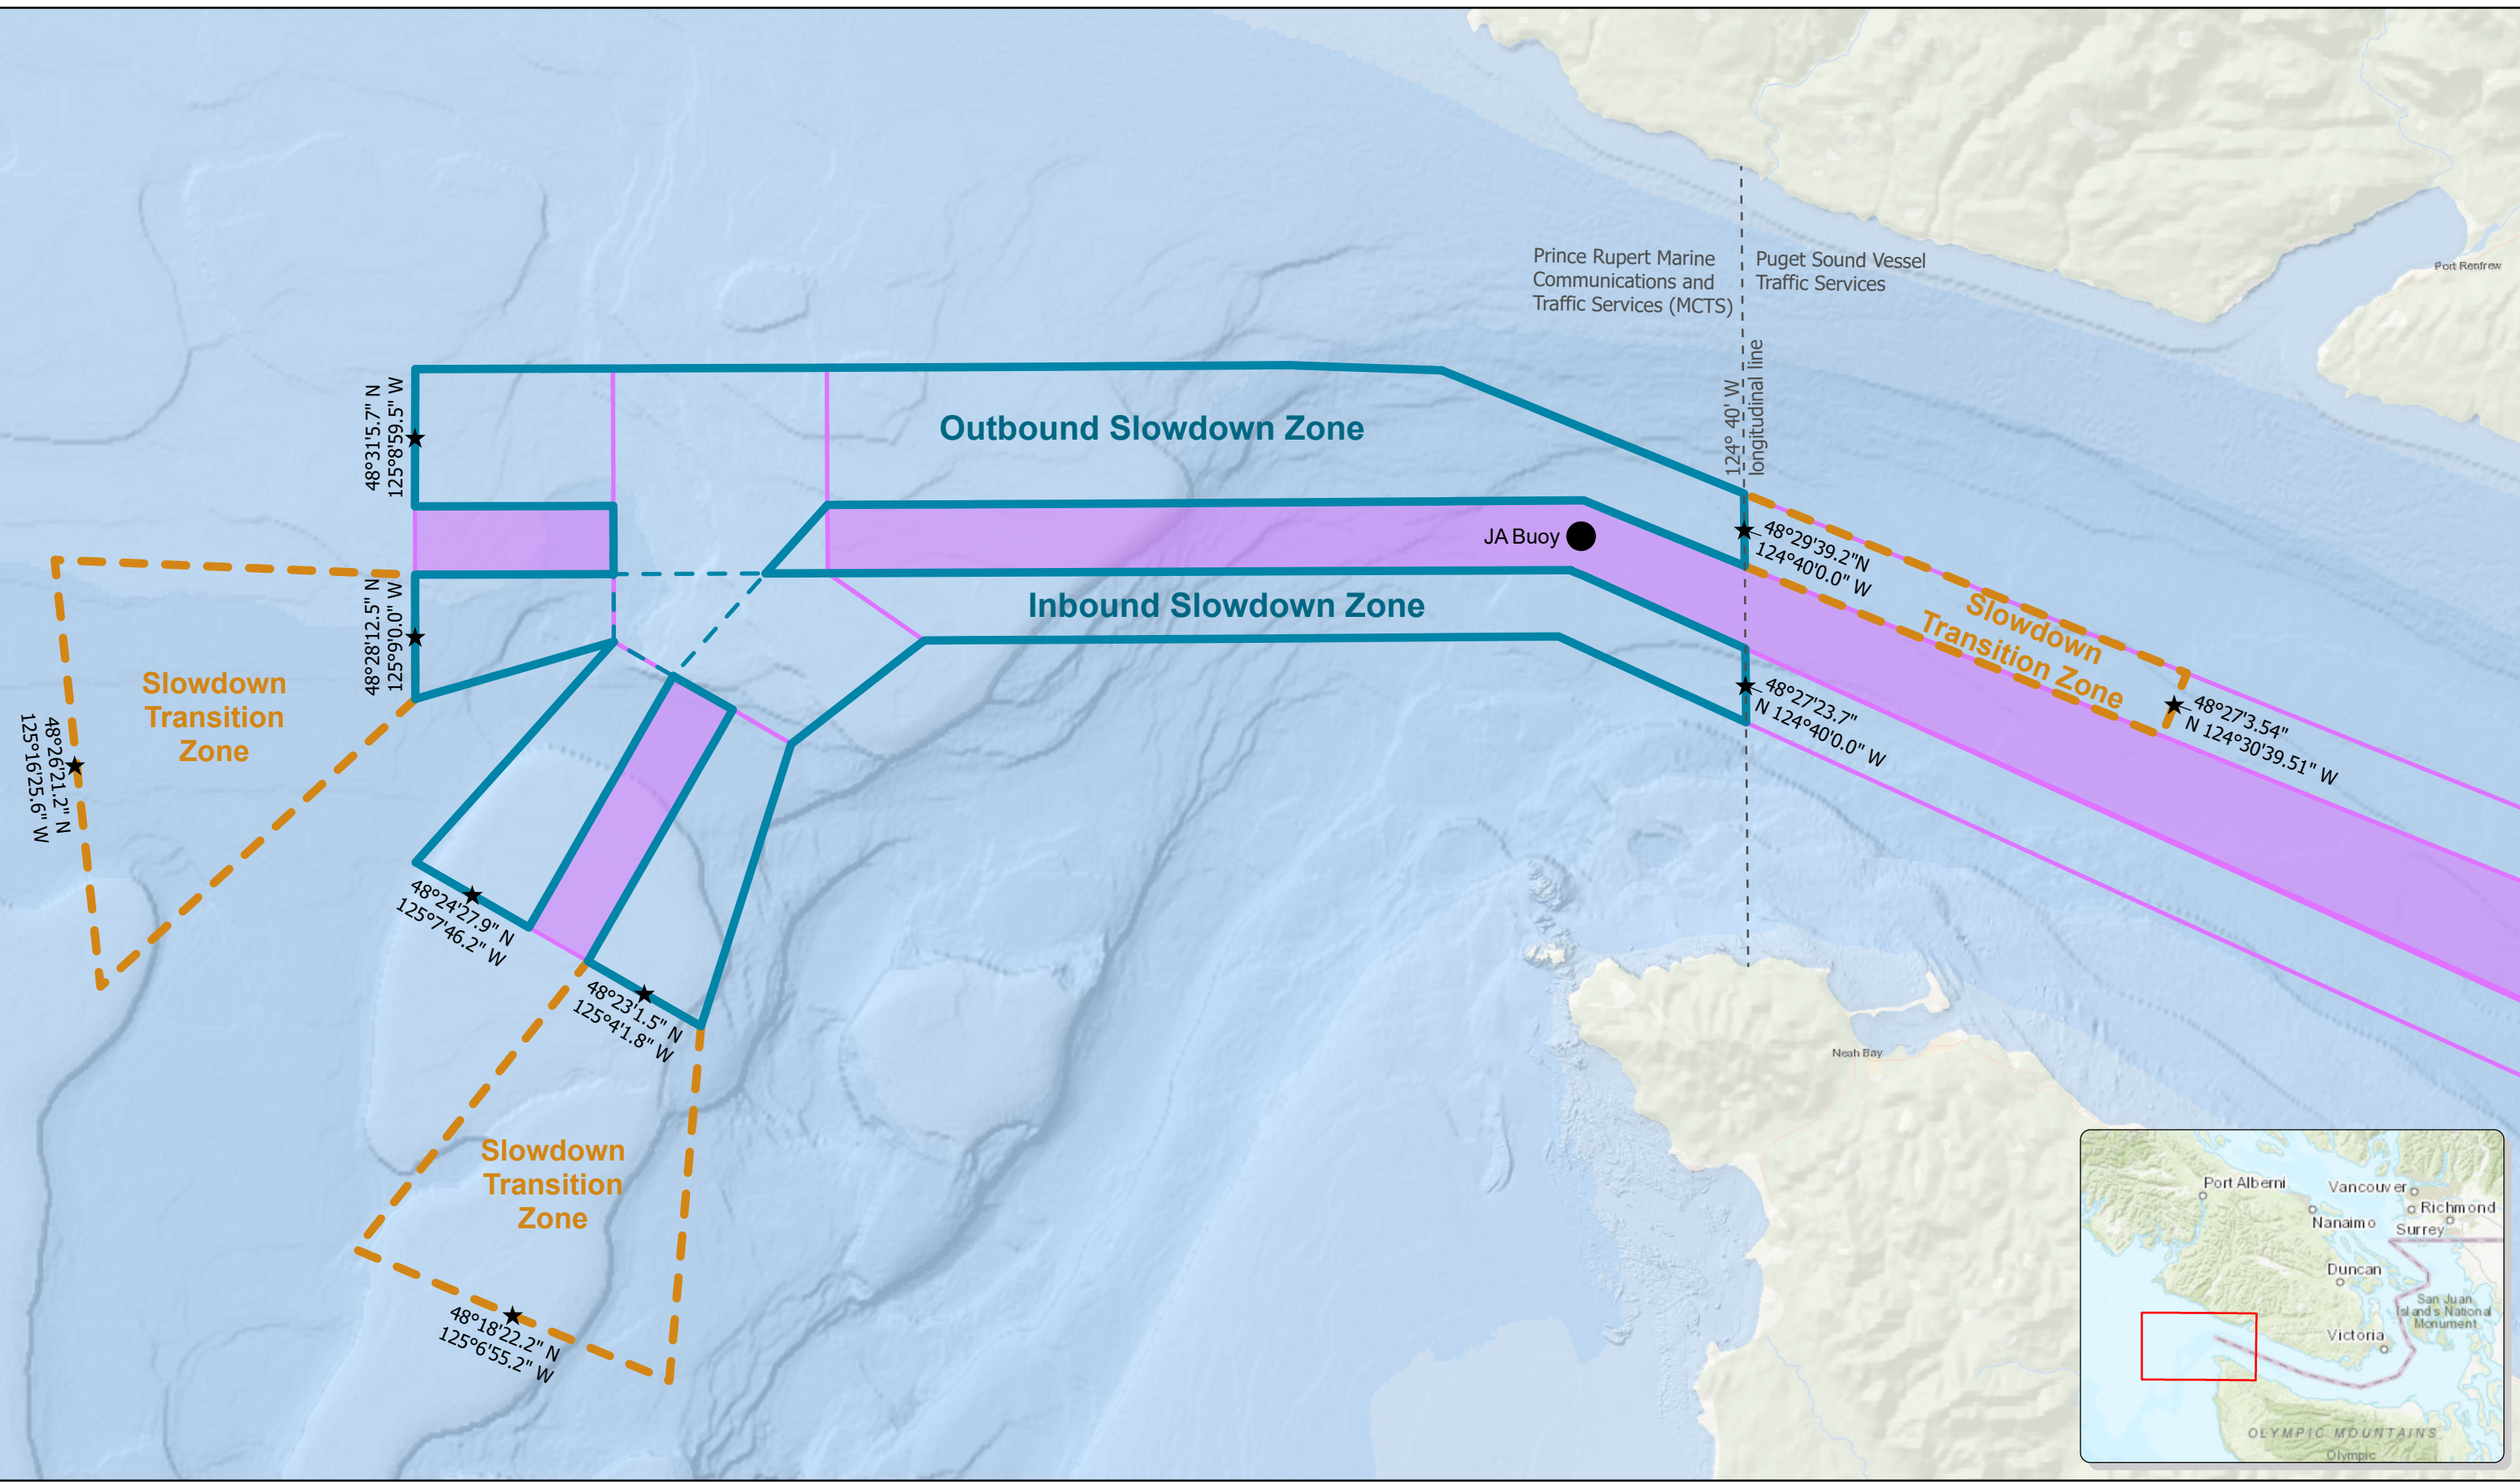 Prince Rupert Marine
Communications and
Traffic Services (MCTS)
Puget Sound Vessel
Traffic Services
Port Renfrew
124° 40' W
longitudinal line
48°31'5.7" N
125°8'59.5" W
Outbound Slowdown Zone
JA Buoy
48°29'39.2"N
124°40'0.0" W
Inbound Slowdown Zone
48°28'12.5" N
125°9'0.0" W
Slowdown
Transition Zone
48°27'23.7"
N 124°40'0.0" W
48°27'3.54"
N 124°30'39.51" W
Slowdown
Transition
Zone
48°26'21.2" N
125°16'25.6" W
48°24'27.9" N
125°7'46.2" W
48°23'1.5" N
125°4'1.8" W
Neah Bay
Slowdown
Transition
Zone
48°18'22.2" N
125°6'55.2" W
Port Alberni
Vancouver
Richmond
Nanaimo
Surrey
Duncan
San Juan
Islands National
Monument
Victoria
OLYMPIC MOUNTAINS
Olympic